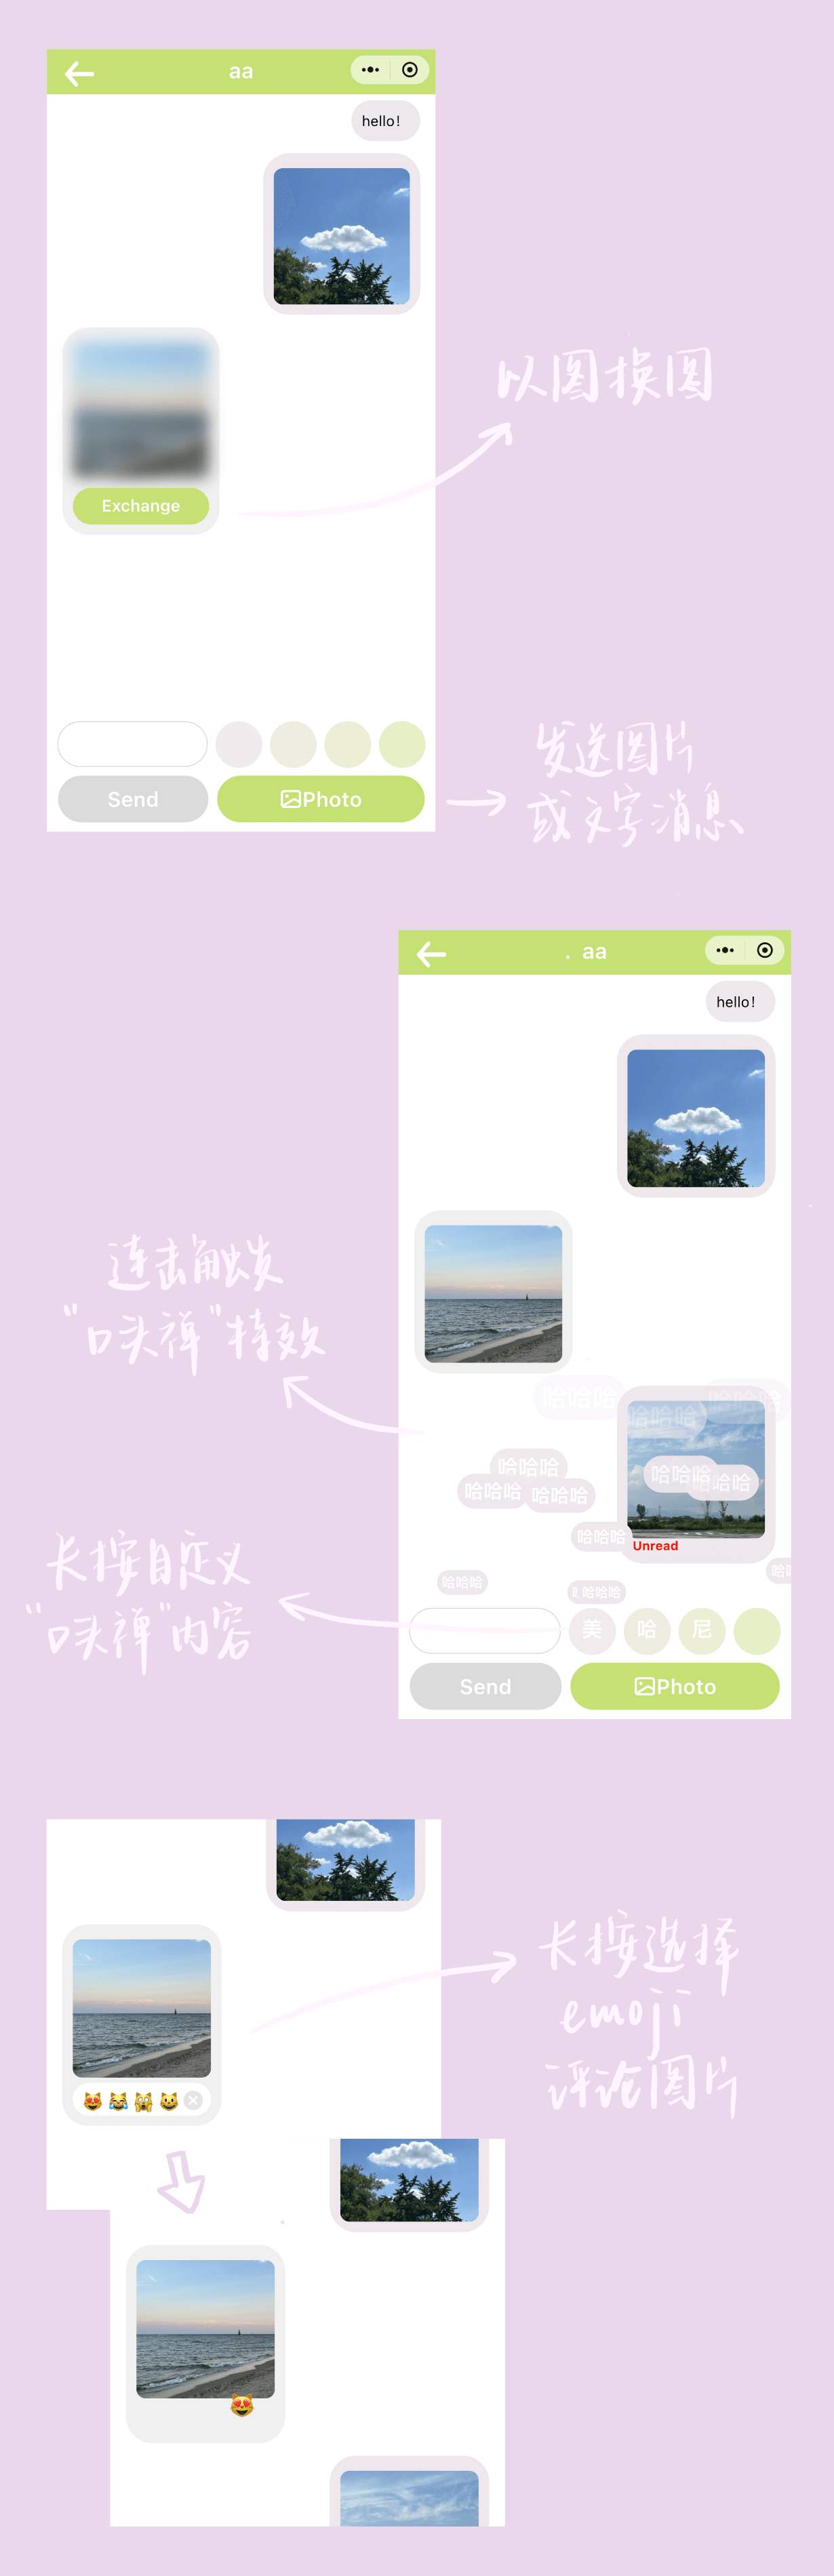 aa
hello!
Exchange
以图换图
Send
Photo
发送图片
或文字消息
aa
hello!
连击触发
“口头禅”特效
哈哈哈
哈哈哈
哈哈哈
哈哈哈
哈哈哈
哈哈哈
哈哈哈
哈哈哈
哈哈哈
Unread
哈哈哈
哈哈哈
长按自定义
“口头禅”内容
美
哈
尼
Send
Photo
长按选择
emoji
评论图片